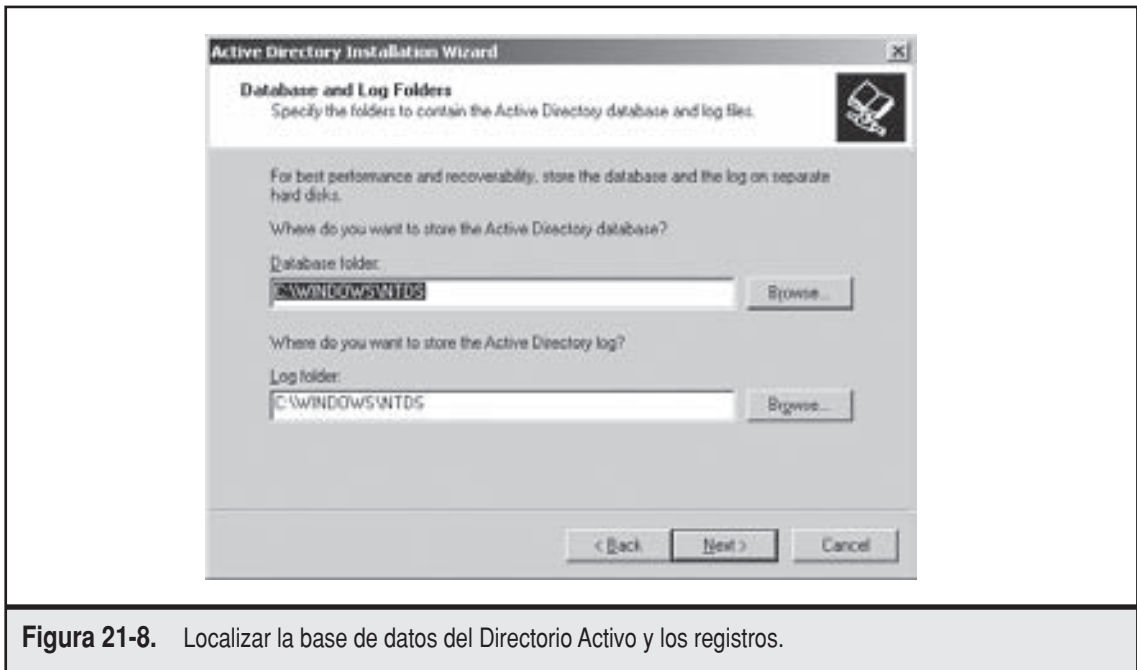 Active Directory Installation Wizard
Database and Log Folders
Specify the folders to contain the Active Directory database and log files.
For best performance and recoverability, store the database and the log on separate
hard disks.
Where do you want to store the Active Directory database?
Database folder:
C:\WINDOWS\NTDS
Browse...
Where do you want to store the Active Directory log?
Log folder:
C:\WINDOWS\NTDS
Browse...
< Back
Next >
Cancel
Figura 21-8. Localizar la base de datos del Directorio Activo y los registros.